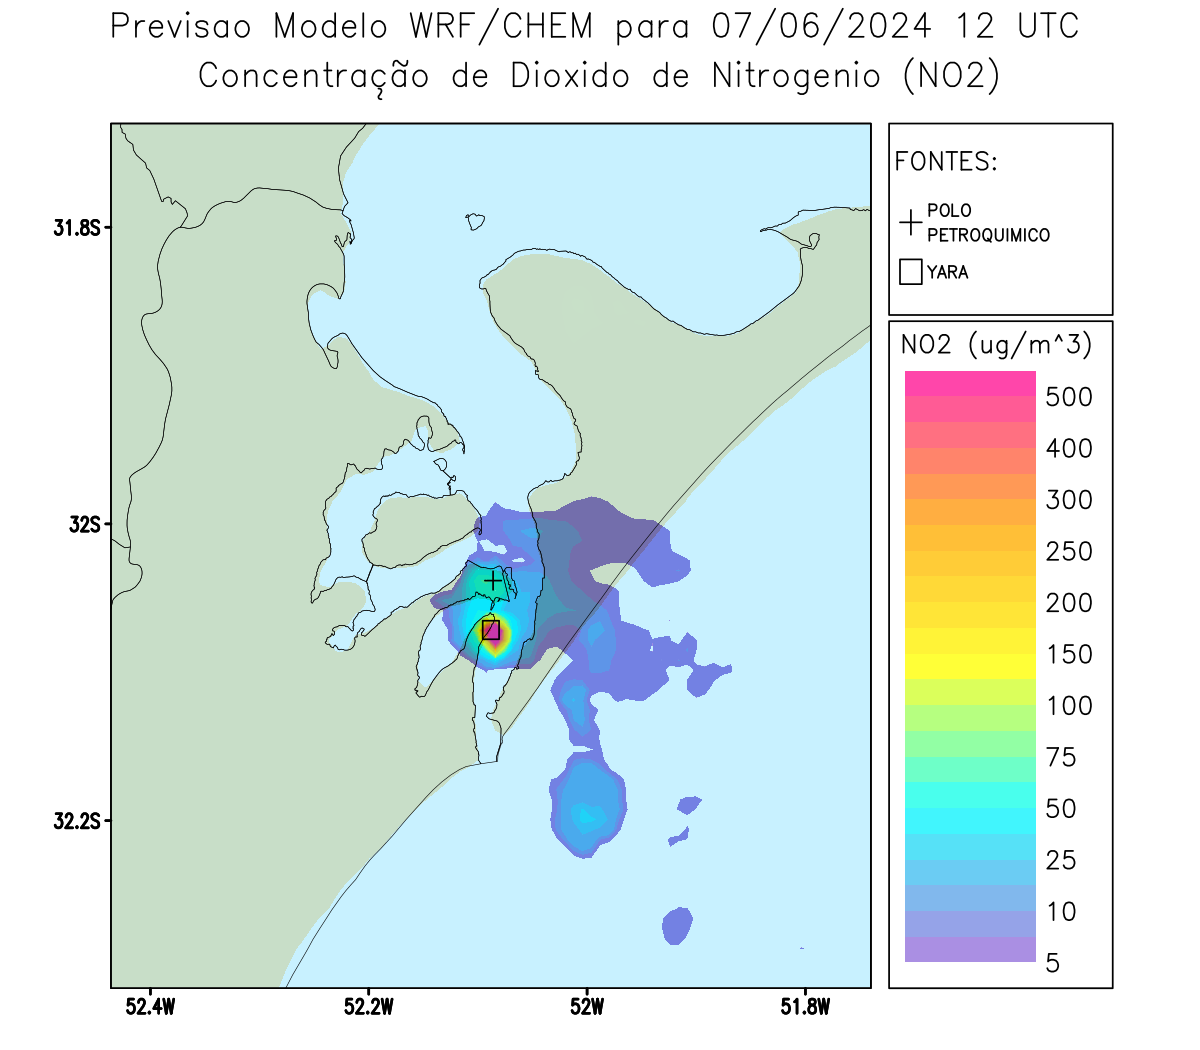 Previsao Modelo WRF/CHEM para 07/06/2024 12 UTC
Concentração de Dioxido de Nitrogenio (NO2)
FONTES:
POLO
PETROQUIMICO
YARA
NO2 (ug/m^3)
500
400
300
250
200
150
100
75
50
25
10
5
31.8S
32S
32.2S
52.4W
52.2W
52W
51.8W